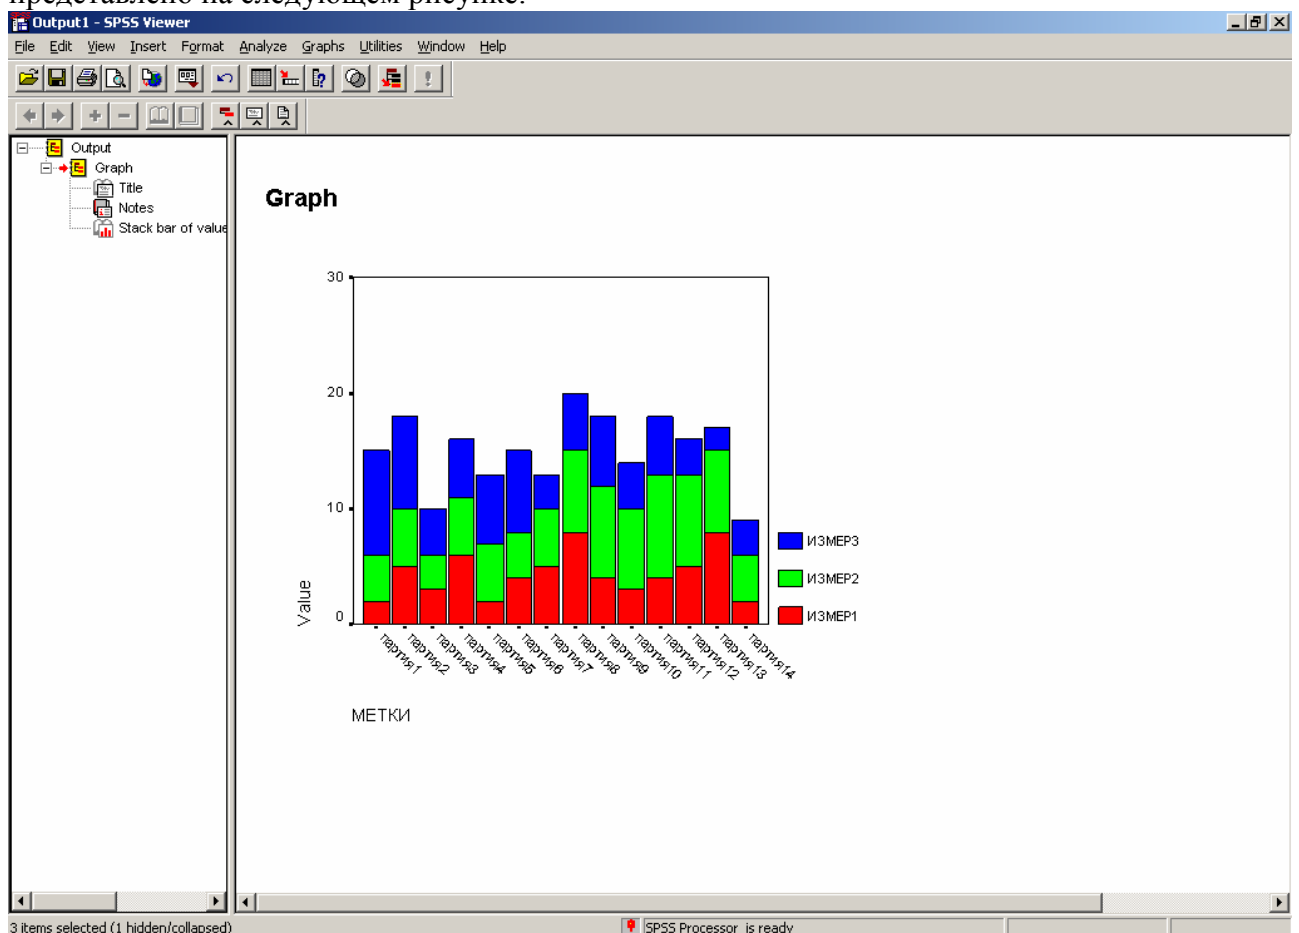 представлено на следующем рисунке.
Output1 - SPSS Viewer
File Edit View Insert Format Analyze Graphs Utilities Window Help
Output
Graph
Title
Notes
Stack bar of value
Graph
30
20
10
0
Value
ИЗМЕР3
ИЗМЕР2
ИЗМЕР1
партия1
партия2
партия3
партия4
партия5
партия6
партия7
партия8
партия9
партия10
партия11
партия12
партия13
партия14
МЕТКИ
3 items selected (1 hidden/collapsed)
SPSS Processor is ready